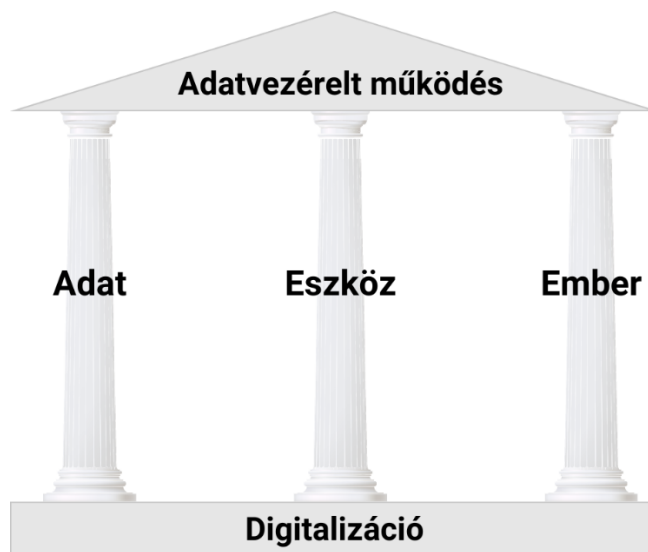 Adatvezérelt működés
Adat
Eszköz
Ember
Digitalizáció